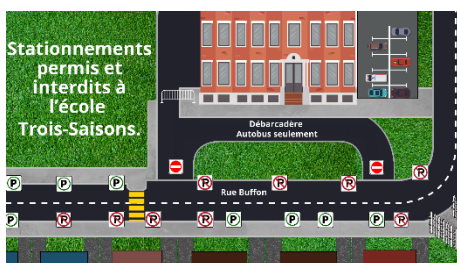 Stationnements
permis et
interdits à
l'école
Trois-Saisons.
Débarcadère
Autobus seulement
P
P P P P P P
Rue Buffon
P P P P P P P P P P